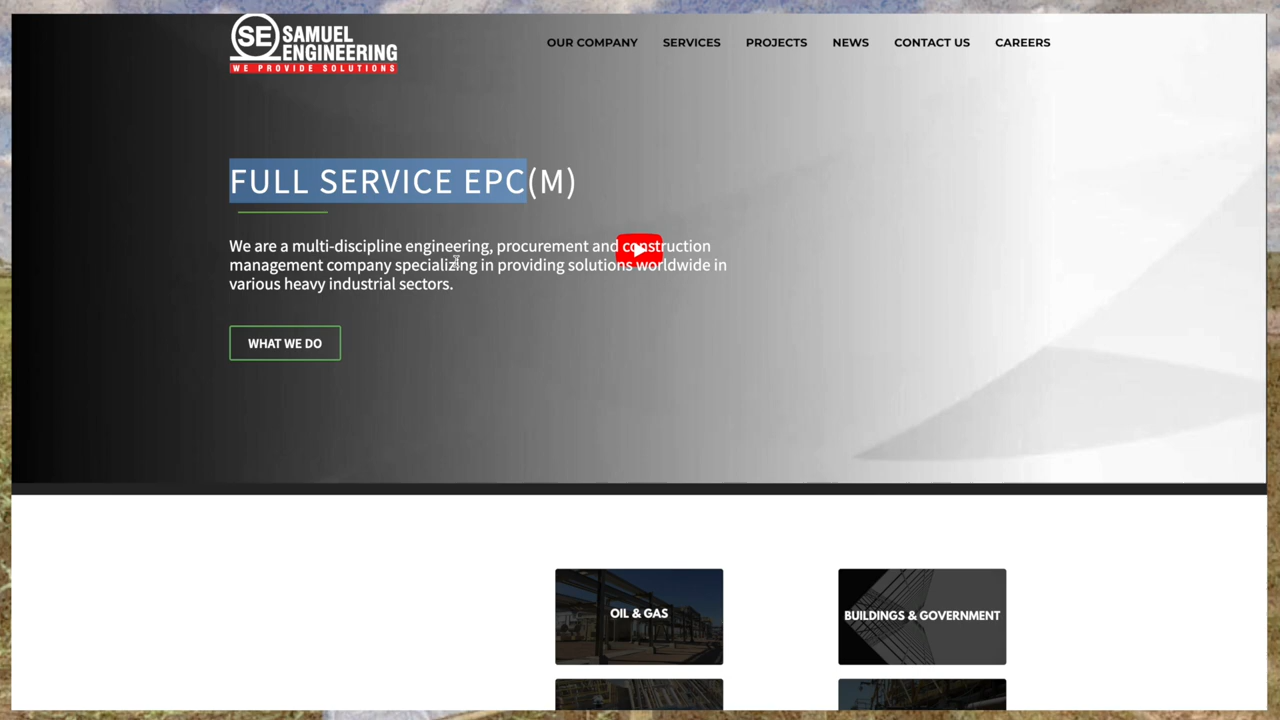 SE SAMUEL
ENGINEERING
WE PROVIDE SOLUTIONS
OUR COMPANY SERVICES PROJECTS NEWS CONTACT US CAREERS
FULL SERVICE EPC(M)
We are a multi-discipline engineering, procurement and construction
management company specializing in providing solutions worldwide in
various heavy industrial sectors.
WHAT WE DO
OIL & GAS
BUILDINGS & GOVERNMENT